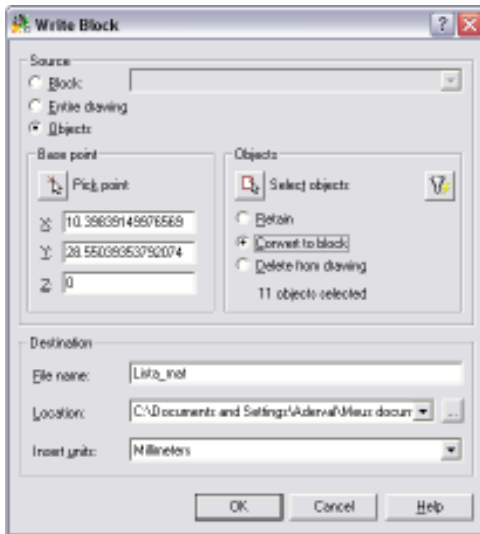 Write Block
Source
Block:
Entire drawing
Objects
Base point
Pick point
X: 10.39839149976569
Y: 28.55039353792074
Z: 0
Objects
Select objects
Retain
Convert to block
Delete from drawing
11 objects selected
Destination
File name: Lista_mat
Location: C:\Documents and Settings\Aderval\Meus docum ...
Insert units: Millimeters
OK Cancel Help